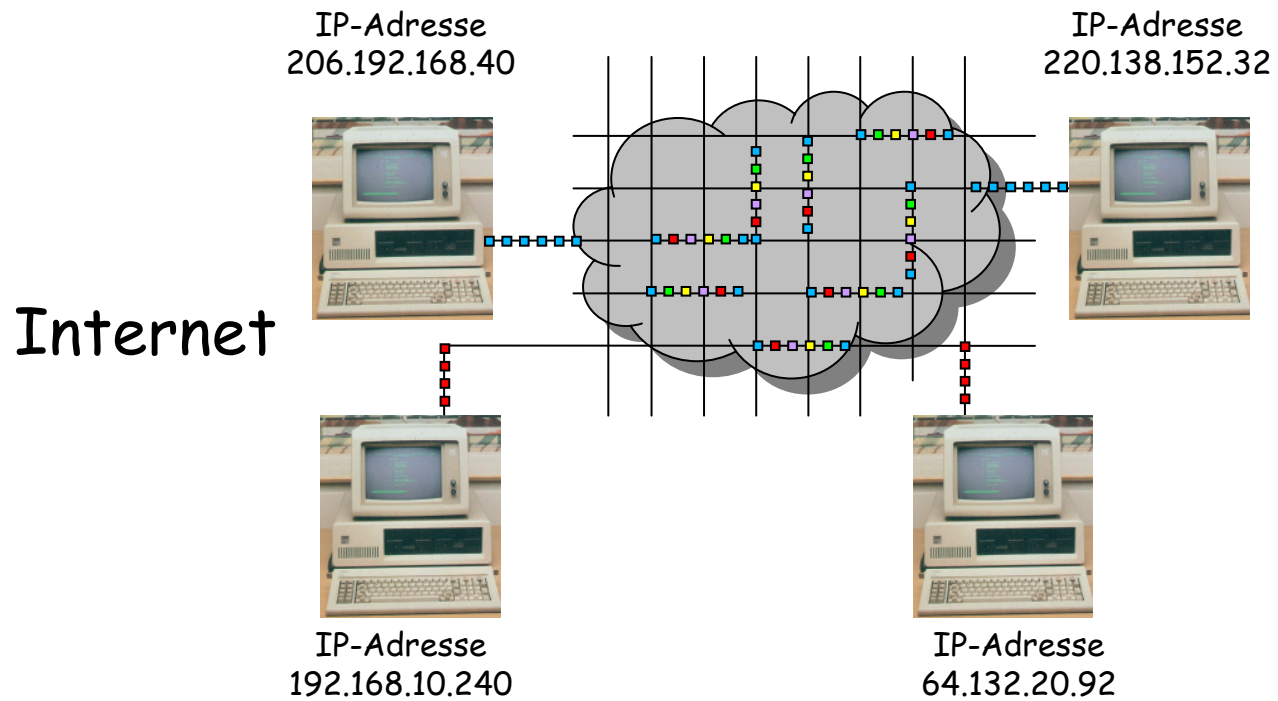 IP-Adresse
206.192.168.40
IP-Adresse
220.138.152.32
Internet
IP-Adresse
192.168.10.240
IP-Adresse
64.132.20.92